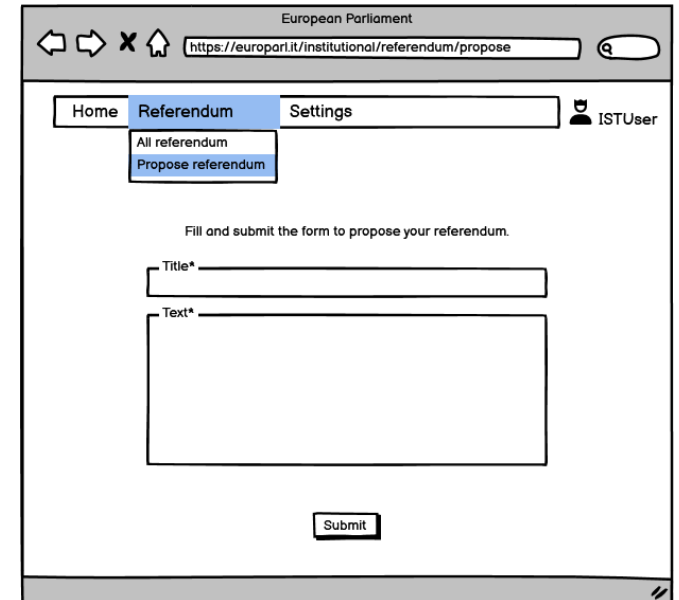 European Parliament
https://europarl.it/institutional/referendum/propose
Home Referendum Settings
ISTUser
All referendum
Propose referendum
Fill and submit the form to propose your referendum.
Title*
Text*
Submit